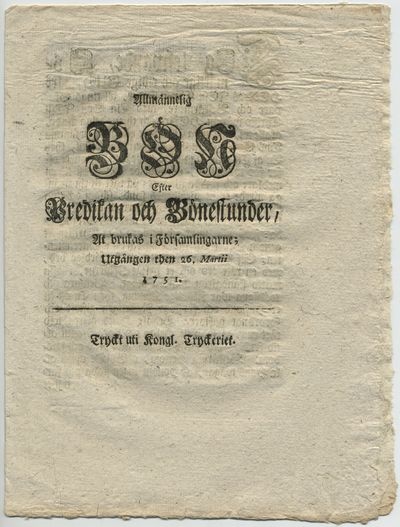 Allmännelig
BÖN
Efter
Predikan och Bönestunder,
At brukas i Församlingarne;
Utgången then 26. Martii
1751.
Tryckt uti Kongl. Tryckeriet.